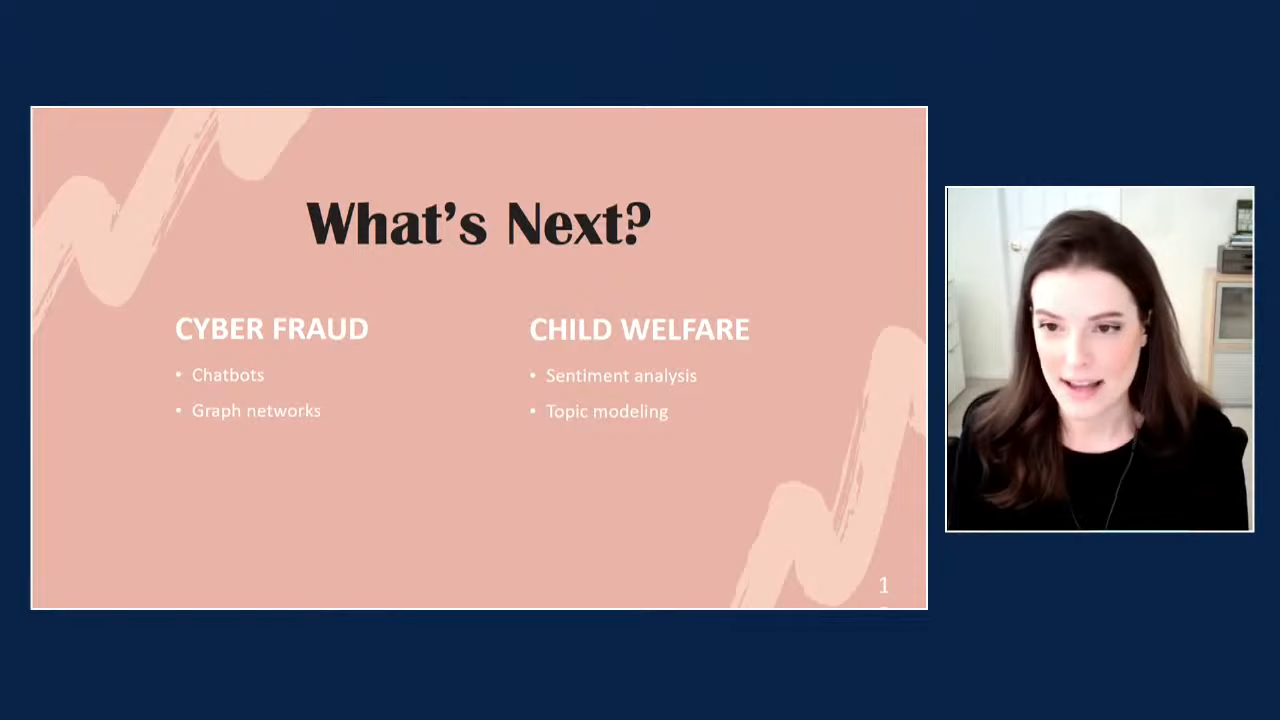 What's Next?
CYBER FRAUD
• Chatbots
• Graph networks
CHILD WELFARE
• Sentiment analysis
• Topic modeling
1